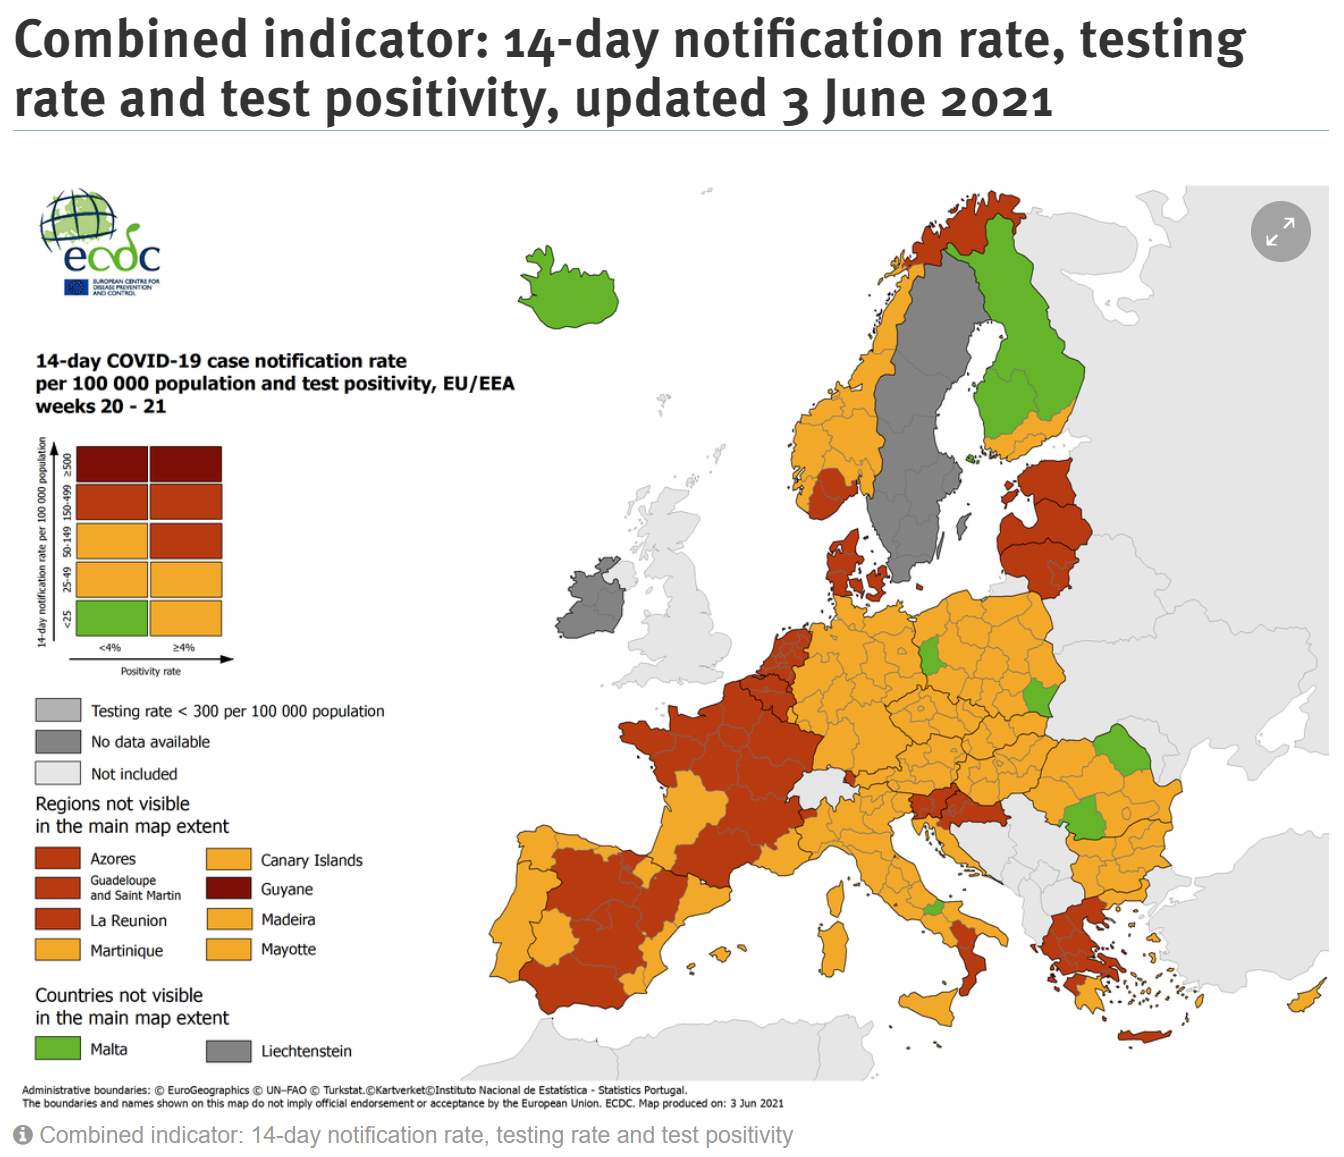 Combined indicator: 14-day notification rate, testing
rate and test positivity, updated 3 June 2021
ecdc
EUROPEAN CENTRE FOR
DISEASE PREVENTION
AND CONTROL
14-day COVID-19 case notification rate
per 100 000 population and test positivity, EU/EEA
weeks 20 - 21
14-day notification rate per 100 000 population
≥500
150-499
50-149
25-49
<25
<4%
≥4%
Positivity rate
Testing rate < 300 per 100 000 population
No data available
Not included
Regions not visible
in the main map extent
Azores
Canary Islands
Guadeloupe
and Saint Martin
Guyane
La Reunion
Madeira
Martinique
Mayotte
Countries not visible
in the main map extent
Malta
Liechtenstein
Administrative boundaries: © EuroGeographics © UN–FAO © Turkstat.©Kartverket©Instituto Nacional de Estatística - Statistics Portugal.
The boundaries and names shown on this map do not imply official endorsement or acceptance by the European Union. ECDC. Map produced on: 3 Jun 2021
Combined indicator: 14-day notification rate, testing rate and test positivity